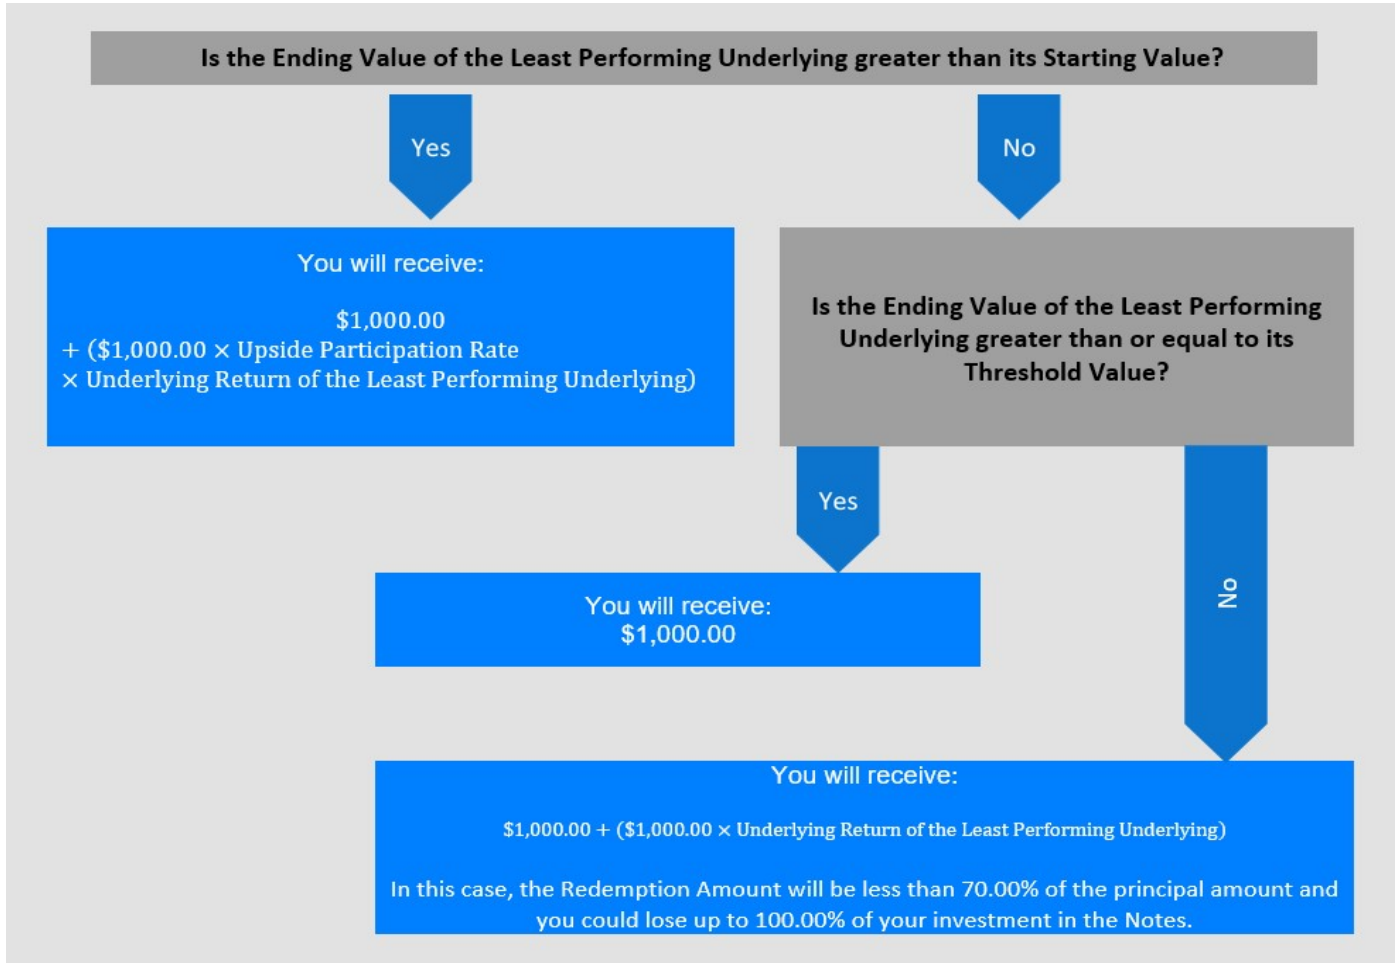 Is the Ending Value of the Least Performing Underlying greater than its Starting Value?
Yes
No
You will receive:
$1,000.00
+ ($1,000.00 × Upside Participation Rate
× Underlying Return of the Least Performing Underlying)
Is the Ending Value of the Least Performing
Underlying greater than or equal to its
Threshold Value?
Yes
No
You will receive:
$1,000.00
You will receive:
$1,000.00 + ($1,000.00 × Underlying Return of the Least Performing Underlying)
In this case, the Redemption Amount will be less than 70.00% of the principal amount and
you could lose up to 100.00% of your investment in the Notes.